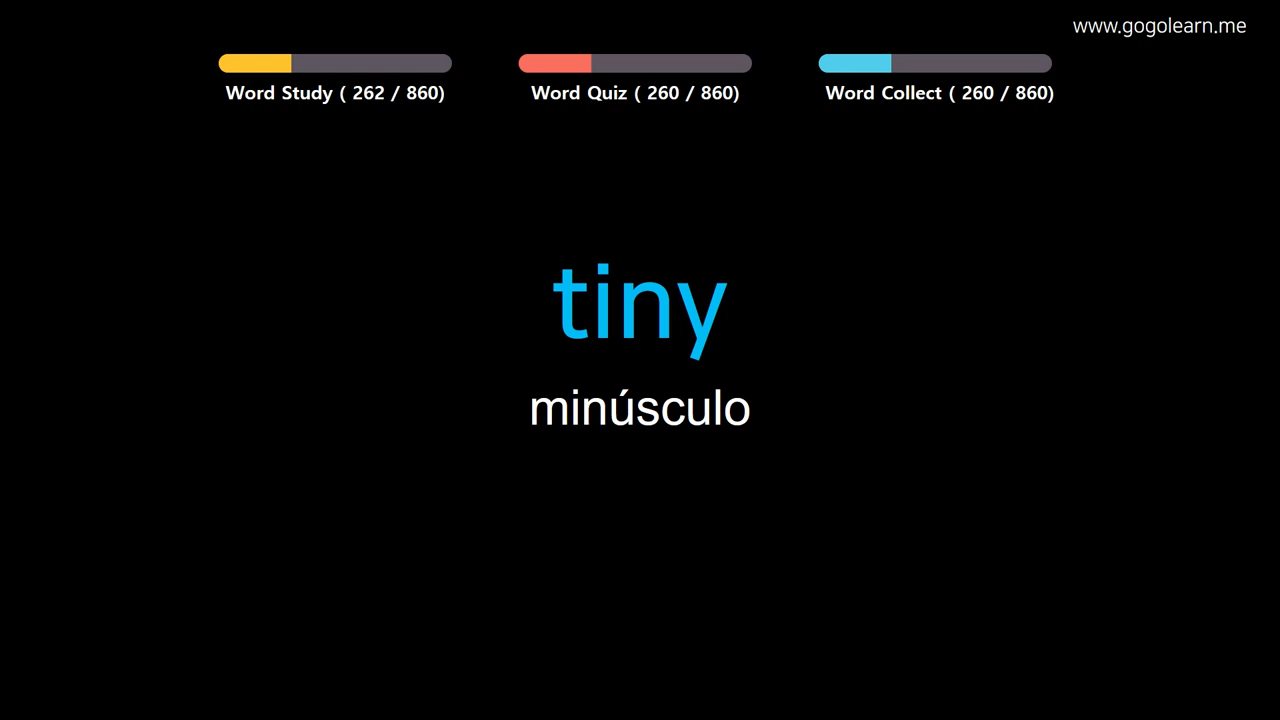 www.gogolearn.me
Word Study ( 262 / 860)
Word Quiz ( 260 / 860)
Word Collect ( 260 / 860)
tiny
minúsculo